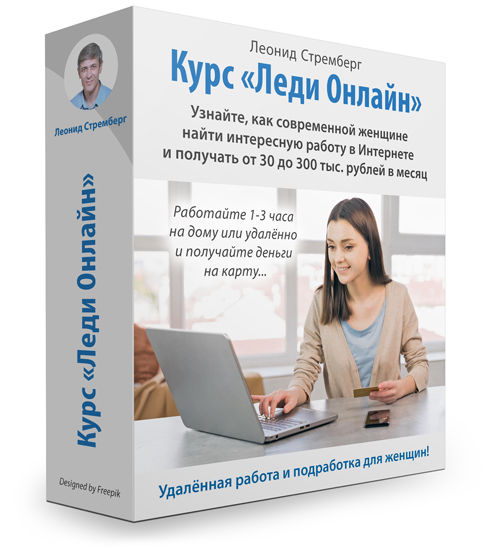 Леонид Стремберг
Курс «Леди Онлайн»
Узнайте, как современной женщине
найти интересную работу в Интернете
и получать от 30 до 300 тыс. рублей в месяц
Работайте 1-3 часа
на дому или удалённо
и получайте деньги
на карту...
Удалённая работа и подработка для женщин!
Леонид Стремберг
Курс «Леди Онлайн»
Designed by Freepik